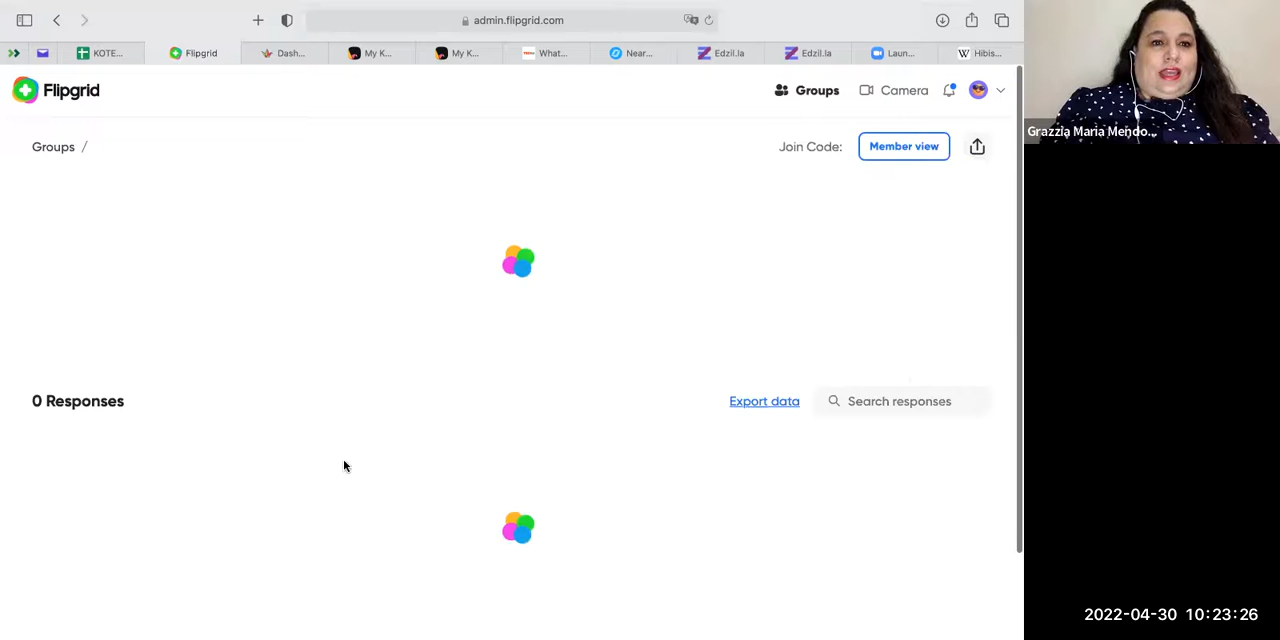 admin.flipgrid.com
KOTE...
Flipgrid
Dash...
My K...
My K...
What...
Near...
Edzil.la
Edzil.la
Laun...
Hibis...
Flipgrid
Groups
Camera
Groups /
Join Code:
Member view
0 Responses
Export data
Search responses
Grazzia Maria Mendo...
2022-04-30 10:23:26